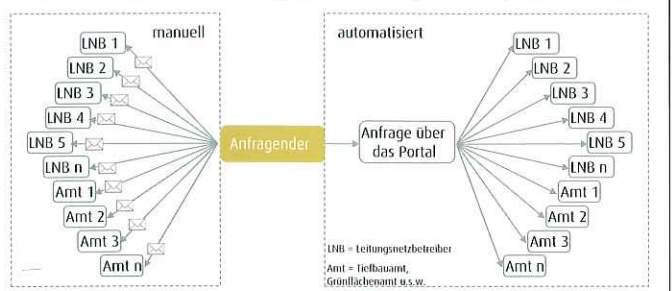 manuell
LNB 1
LNB 2
LNB 3
LNB 4
LNB 5
LNB n
Amt 1
Amt 2
Amt 3
Amt n
Anfragender
automatisiert
Anfrage über
das Portal
LNB 1
LNB 2
LNB 3
LNB 4
LNB 5
LNB n
Amt 1
Amt 2
Amt 3
Amt n
LNB = Leitungsnetzbetreiber
Amt = Tiefbauamt,
Grünflächenamt u.s.w.